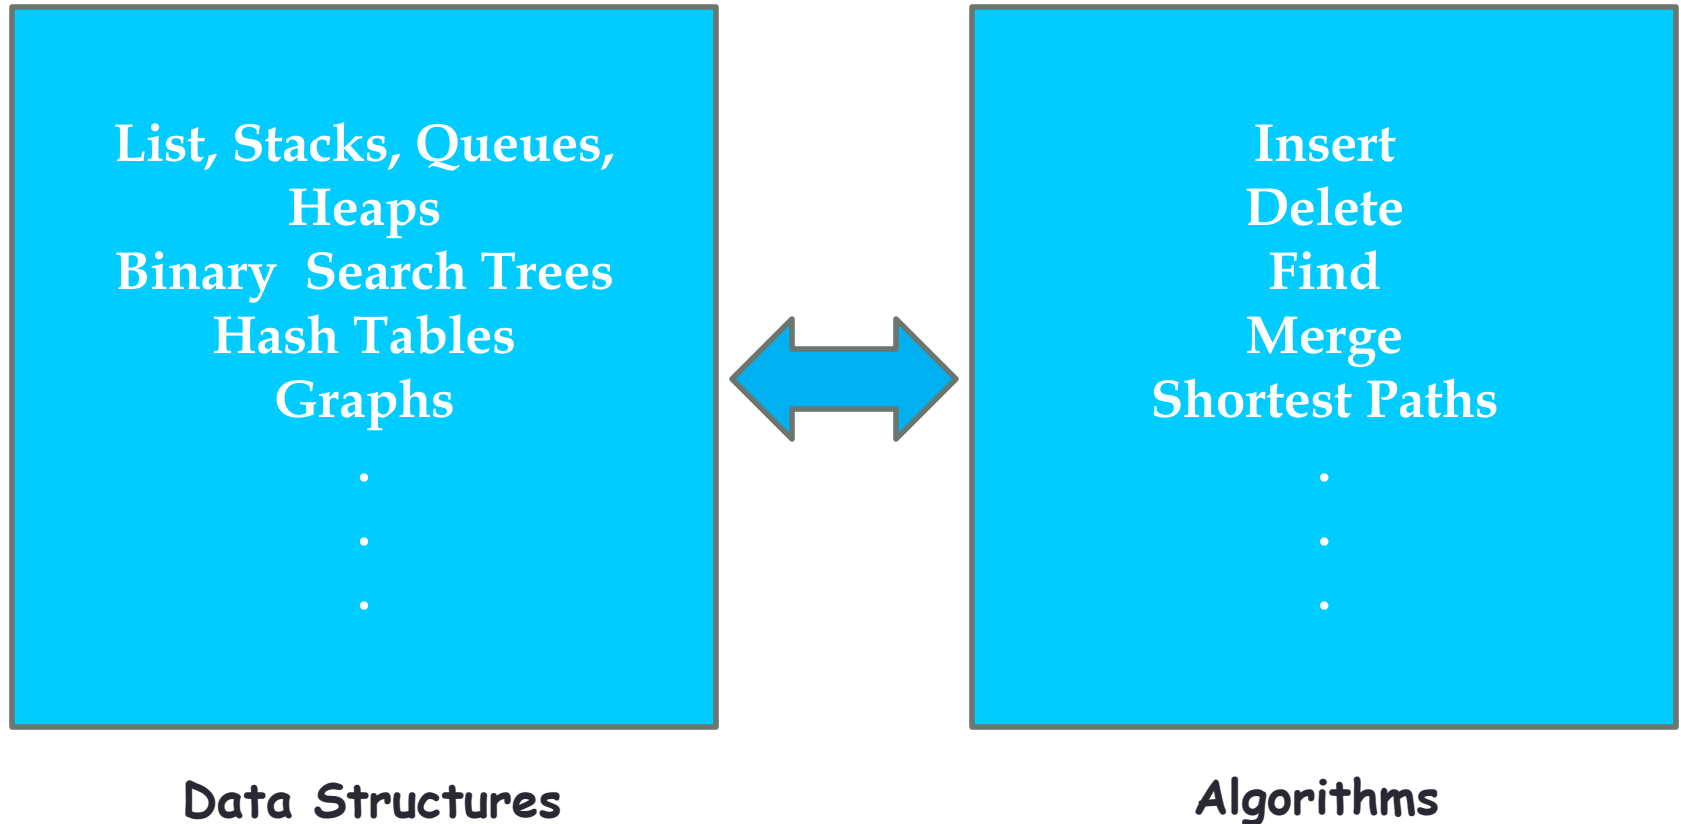 List, Stacks, Queues,
Heaps
Binary  Search Trees
Hash Tables
Graphs
.
.
.
Data Structures
Insert
Delete
Find
Merge
Shortest Paths
.
.
.
Algorithms